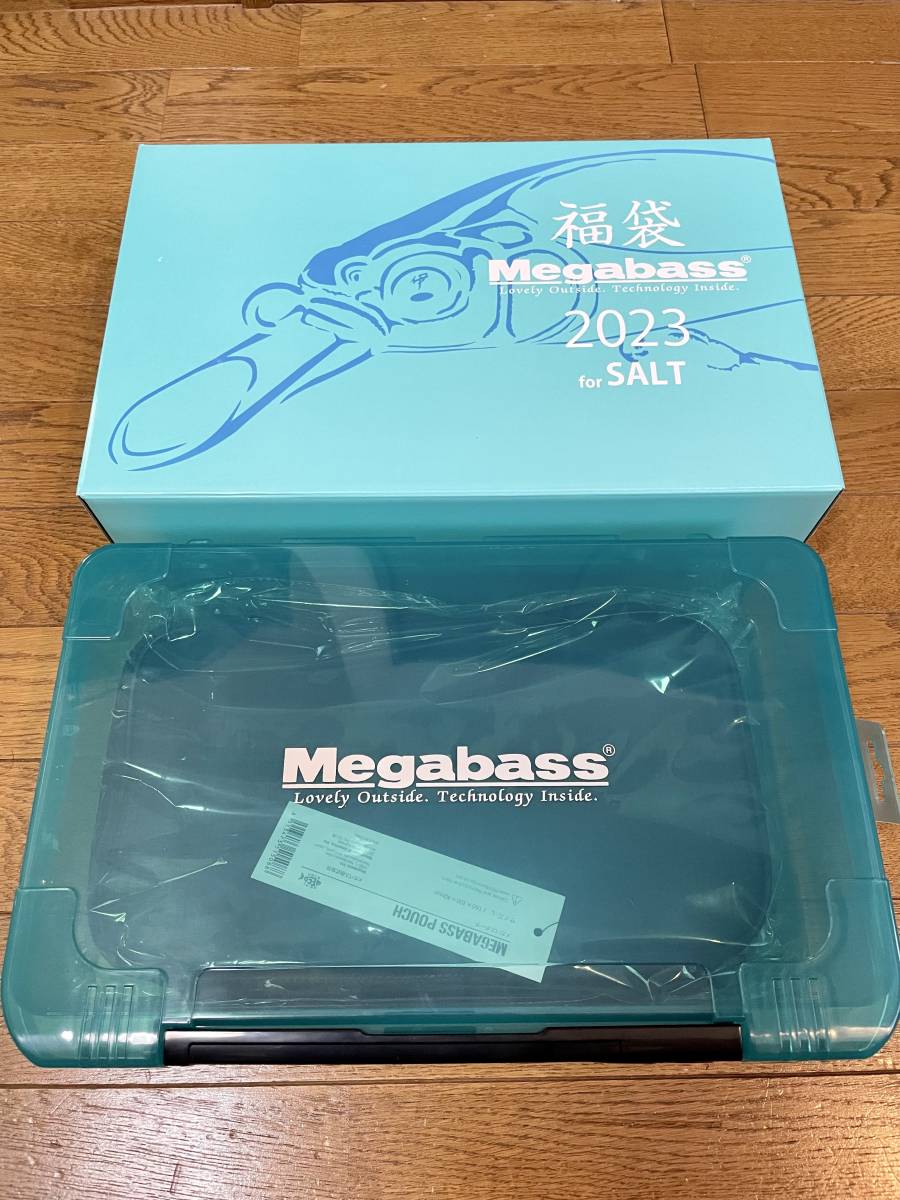 福袋
Megabass®
Lovely Outside. Technology Inside.
2023
for SALT
Megabass®
Lovely Outside. Technology Inside.
MEGABASS POUCH